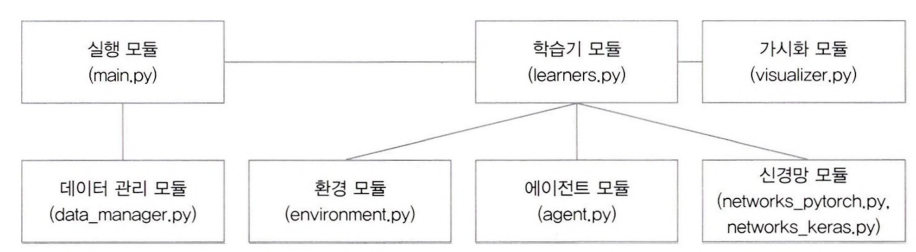 실행 모듈
(main.py)
학습기 모듈
(learners.py)
가시화 모듈
(visualizer.py)
데이터 관리 모듈
(data_manager.py)
환경 모듈
(environment.py)
에이전트 모듈
(agent.py)
신경망 모듈
(networks_pytorch.py,
networks_keras.py)